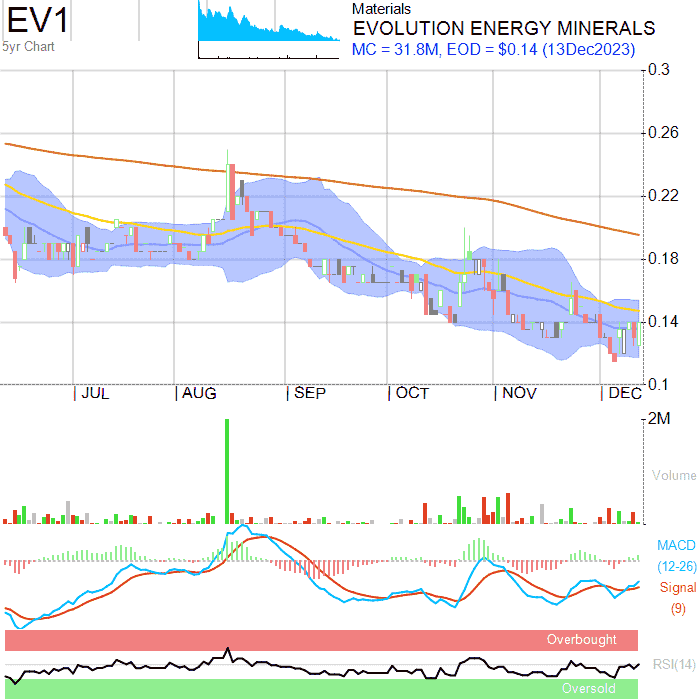 EV1
5yr Chart
Materials
EVOLUTION ENERGY MINERALS
MC = 31.8M, EOD = $0.14 (13Dec2023)
0.3
0.26
0.22
0.18
0.14
0.1
JUL
AUG
SEP
OCT
NOV
DEC
2M
Volume
MACD
(12-26)
Signal
(9)
Overbought
RSI(14)
Oversold